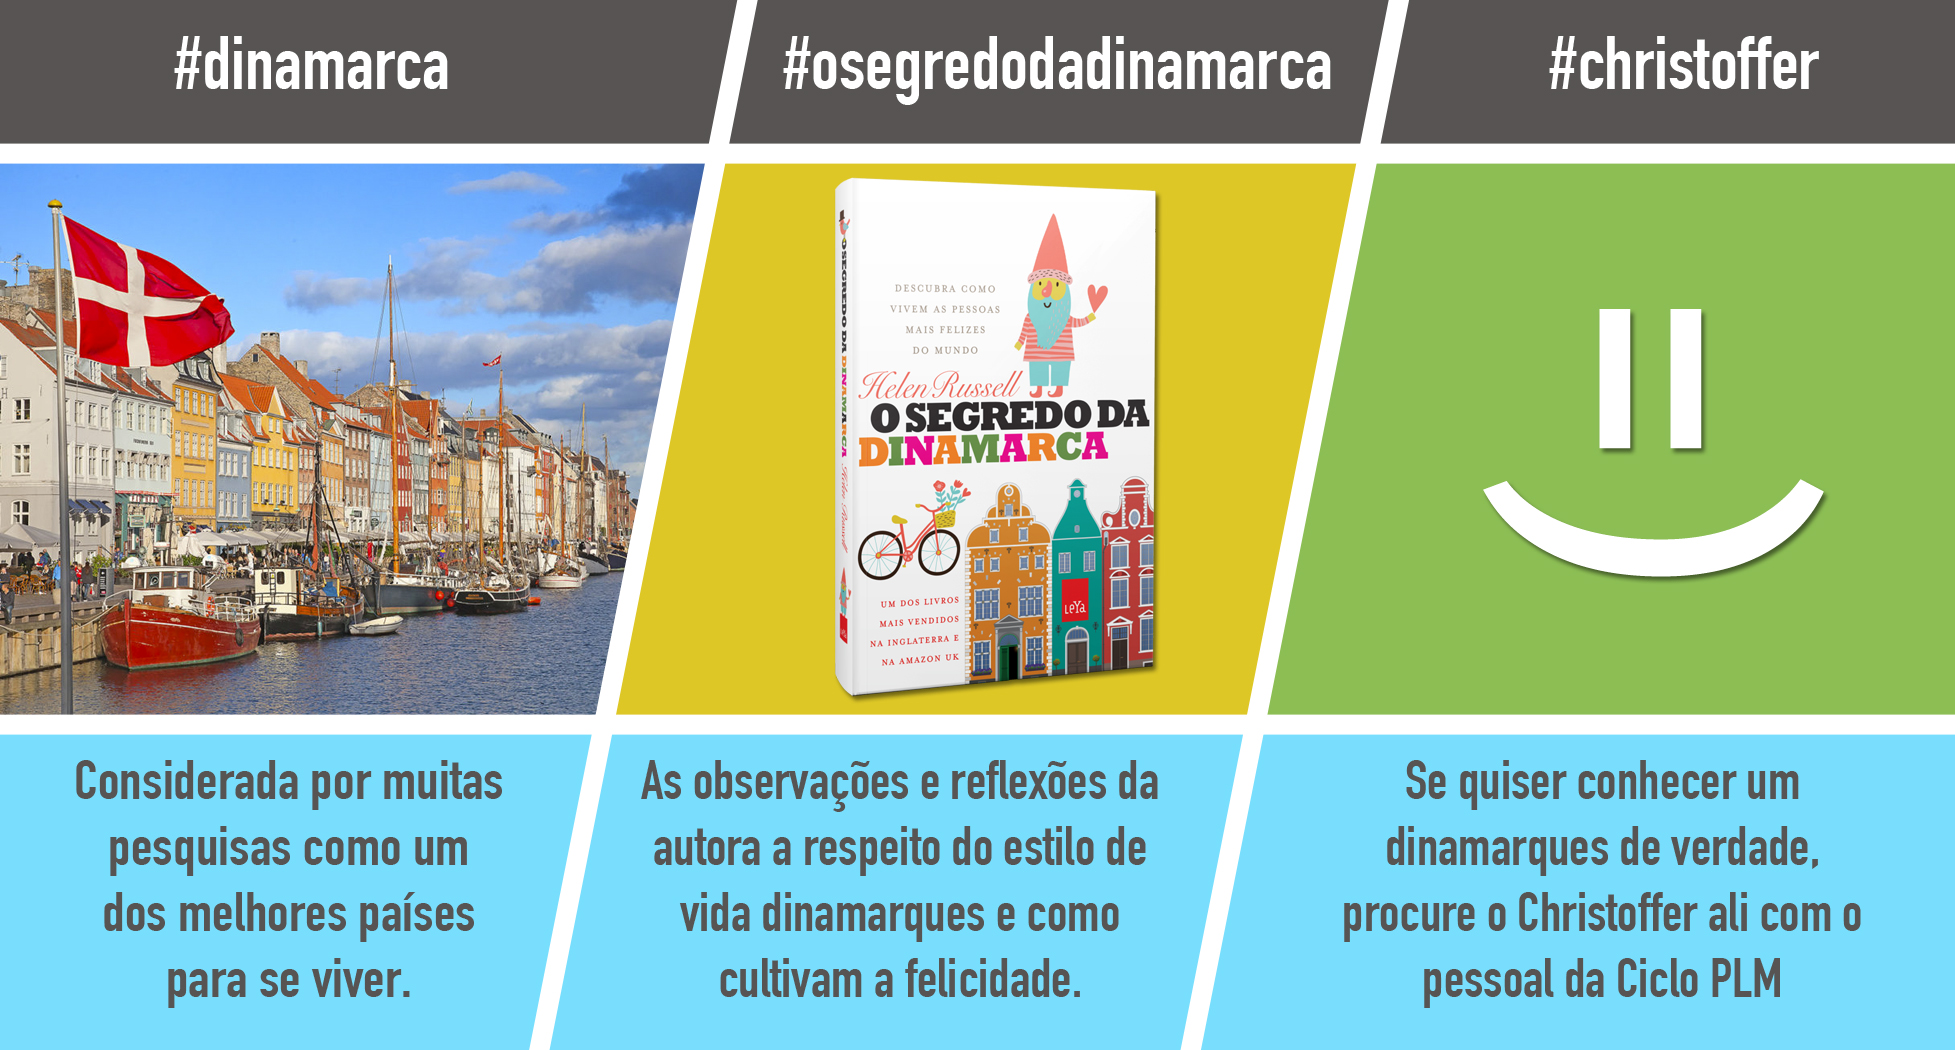 #dinamarca
#osegredodadinamarca
#christoffer
O SEGREDO DA DINAMARCA Helen Russell
LeYa
DESCUBRA COMO
VIVEM AS PESSOAS
MAIS FELIZES
DO MUNDO
Helen Russell
O SEGREDO DA
DINAMARCA
UM DOS LIVROS
MAIS VENDIDOS
NA INGLATERRA E
NA AMAZON UK
LeYa
Considerada por muitas
pesquisas como um
dos melhores países
para se viver.
As observações e reflexões da
autora a respeito do estilo de
vida dinamarques e como
cultivam a felicidade.
Se quiser conhecer um
dinamarques de verdade,
procure o Christoffer ali com o
pessoal da Ciclo PLM